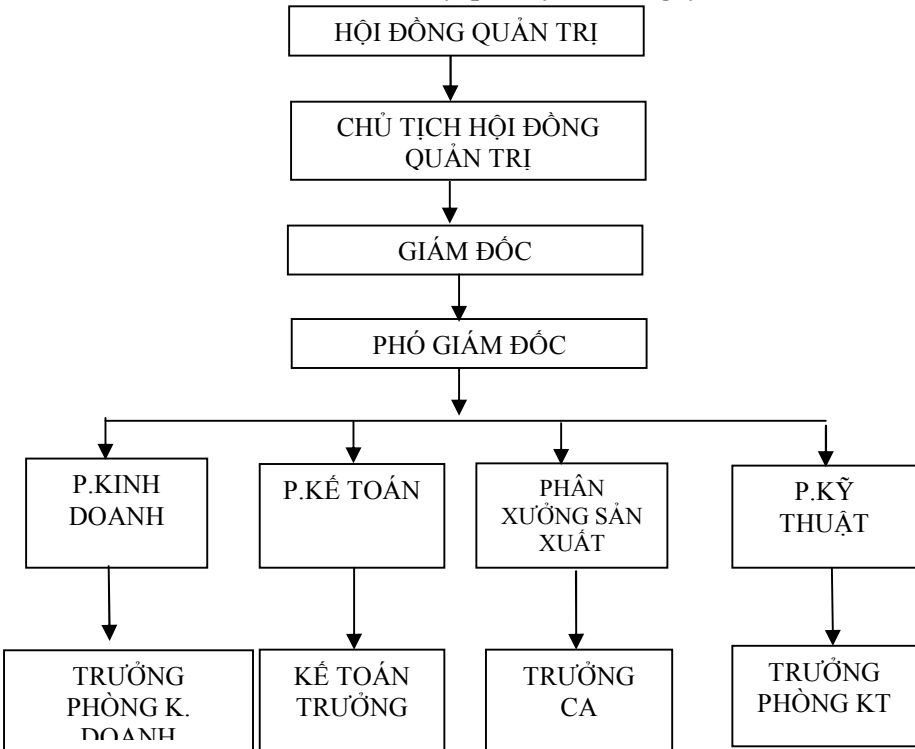 HỘI ĐỒNG QUẢN TRỊ
CHỦ TỊCH HỘI ĐỒNG
QUẢN TRỊ
GIÁM ĐỐC
PHÓ GIÁM ĐỐC
P.KINH
DOANH
P.KẾ TOÁN
PHÂN
XƯỞNG SẢN
XUẤT
P.KỸ
THUẬT
TRƯỞNG
PHÒNG K.
DOANH
KẾ TOÁN
TRƯỞNG
TRƯỞNG
CA
TRƯỞNG
PHÒNG KT